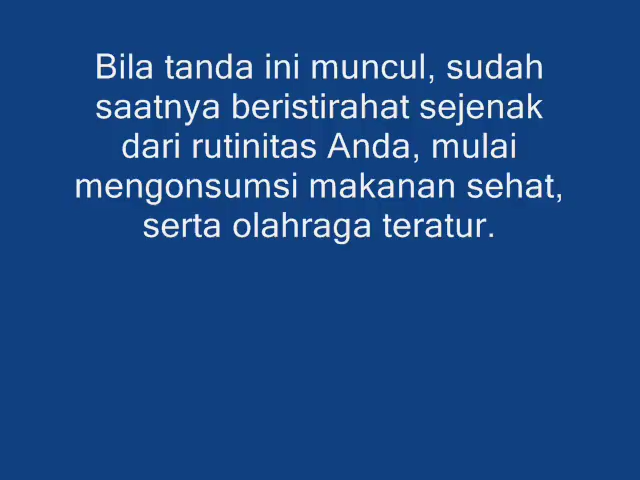 Bila tanda ini muncul, sudah
saatnya beristirahat sejenak
dari rutinitas Anda, mulai
mengonsumsi makanan sehat,
serta olahraga teratur.